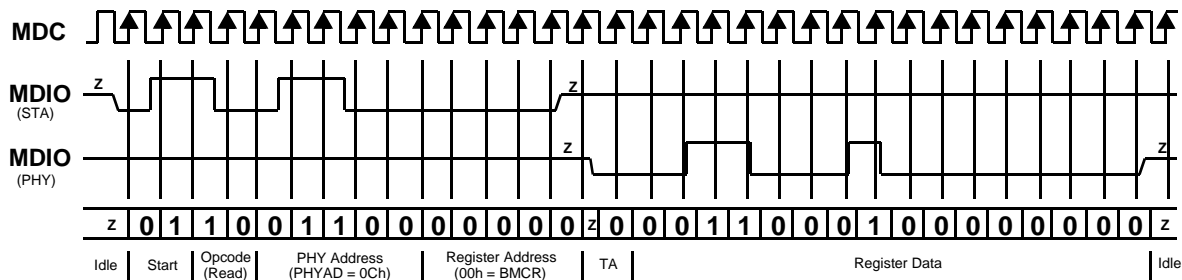 MDC
z
z
MDIO
(STA)
z
z
MDIO
(PHY)
z 0 1 1 0 0 1 1 0 0 0 0 0 0 0 z 0 0 0 1 1 0 0 0 1 0 0 0 0 0 0 0 0 z
Idle
Start
Opcode
(Read)
PHY Address
(PHYAD = 0Ch)
Register Address
(00h = BMCR)
TA
Register Data
Idle